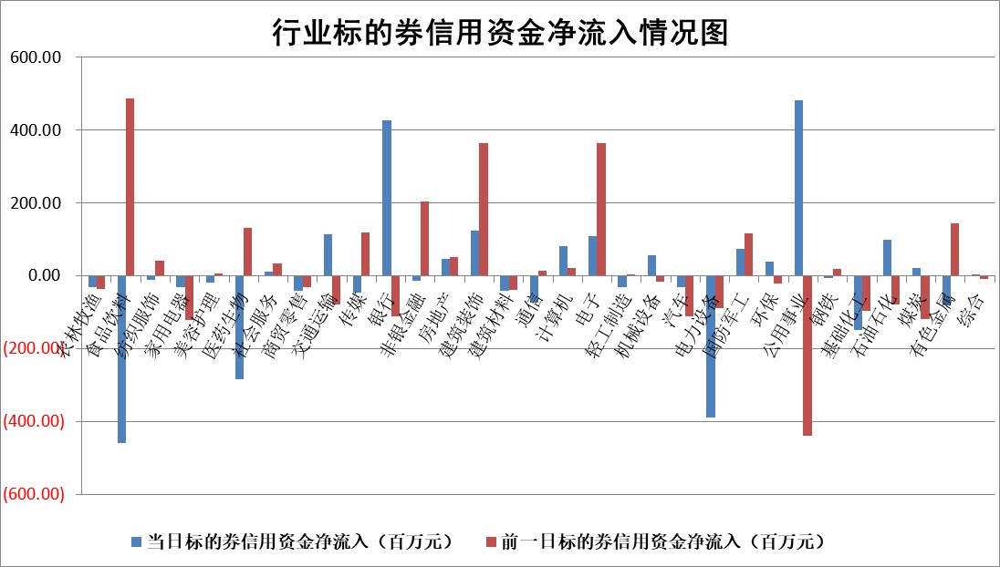 行业标的券信用资金净流入情况图
600.00
400.00
200.00
0.00
(200.00)
(400.00)
(600.00)
农林牧渔
食品饮料
纺织服饰
家用电器
美容护理
医药生物
社会服务
商贸零售
交通运输
传媒
银行
非银金融
房地产
建筑装饰
建筑材料
通信
计算机
电子
轻工制造
机械设备
汽车
电力设备
国防军工
环保
公用事业
钢铁
基础化工
石油石化
煤炭
有色金属
综合
当日标的券信用资金净流入（百万元）
前一日标的券信用资金净流入（百万元）